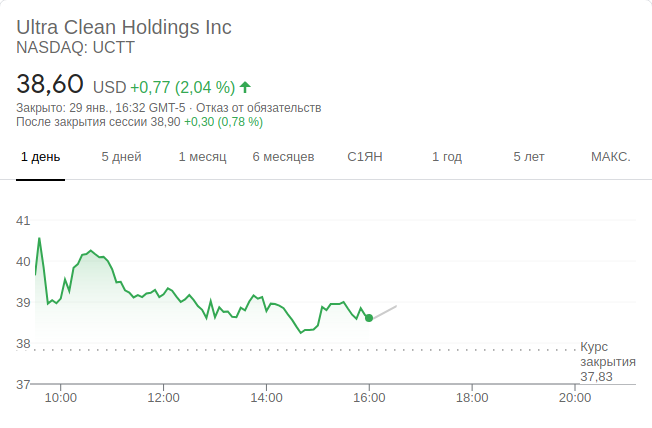 Ultra Clean Holdings Inc
NASDAQ: UCTT
38,60 USD +0,77 (2,04 %)
Закрыто: 29 янв., 16:32 GMT-5 · Отказ от обязательств
После закрытия сессии 38,90 +0,30 (0,78 %)
1 день 5 дней 1 месяц 6 месяцев С1ЯН 1 год 5 лет МАКС.
41
40
39
38
37
Курс
закрытия
37,83
10:00 12:00 14:00 16:00 18:00 20:00